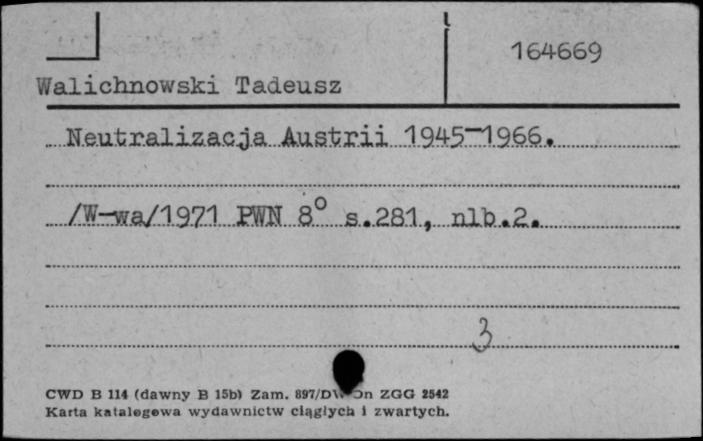 164669
Walichnowski Tadeusz
Neutralizacja Austrii 1945-1966.
/W-wa/1971 PWN 8° s.281, nlb.2.
3
CWD B 114 (dawny B 15b) Zam. 897/DW ZGG 2542
Karta katalogowa wydawnictw ciągłych i zwartych.